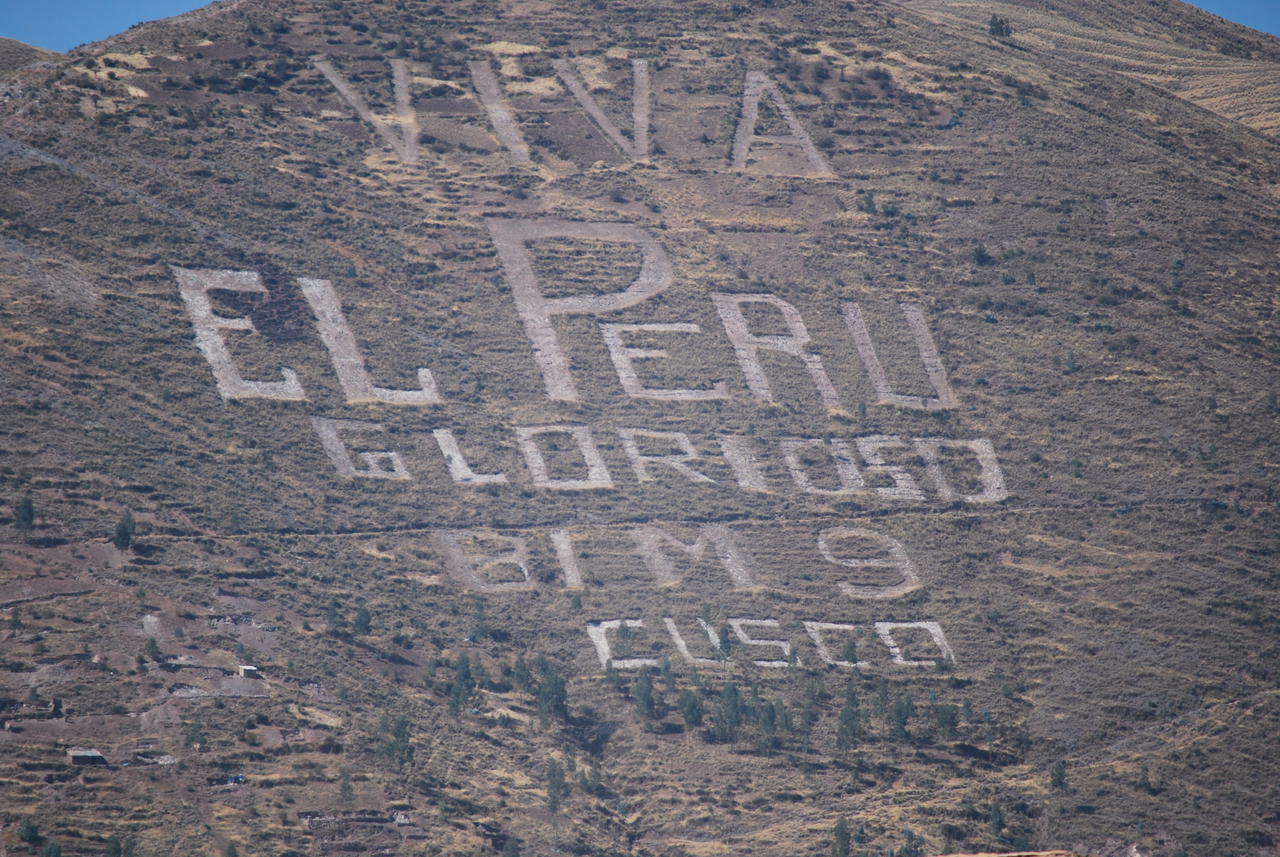 VIVA
EL PERU
GLORIOSO
BIM 9
CUSCO